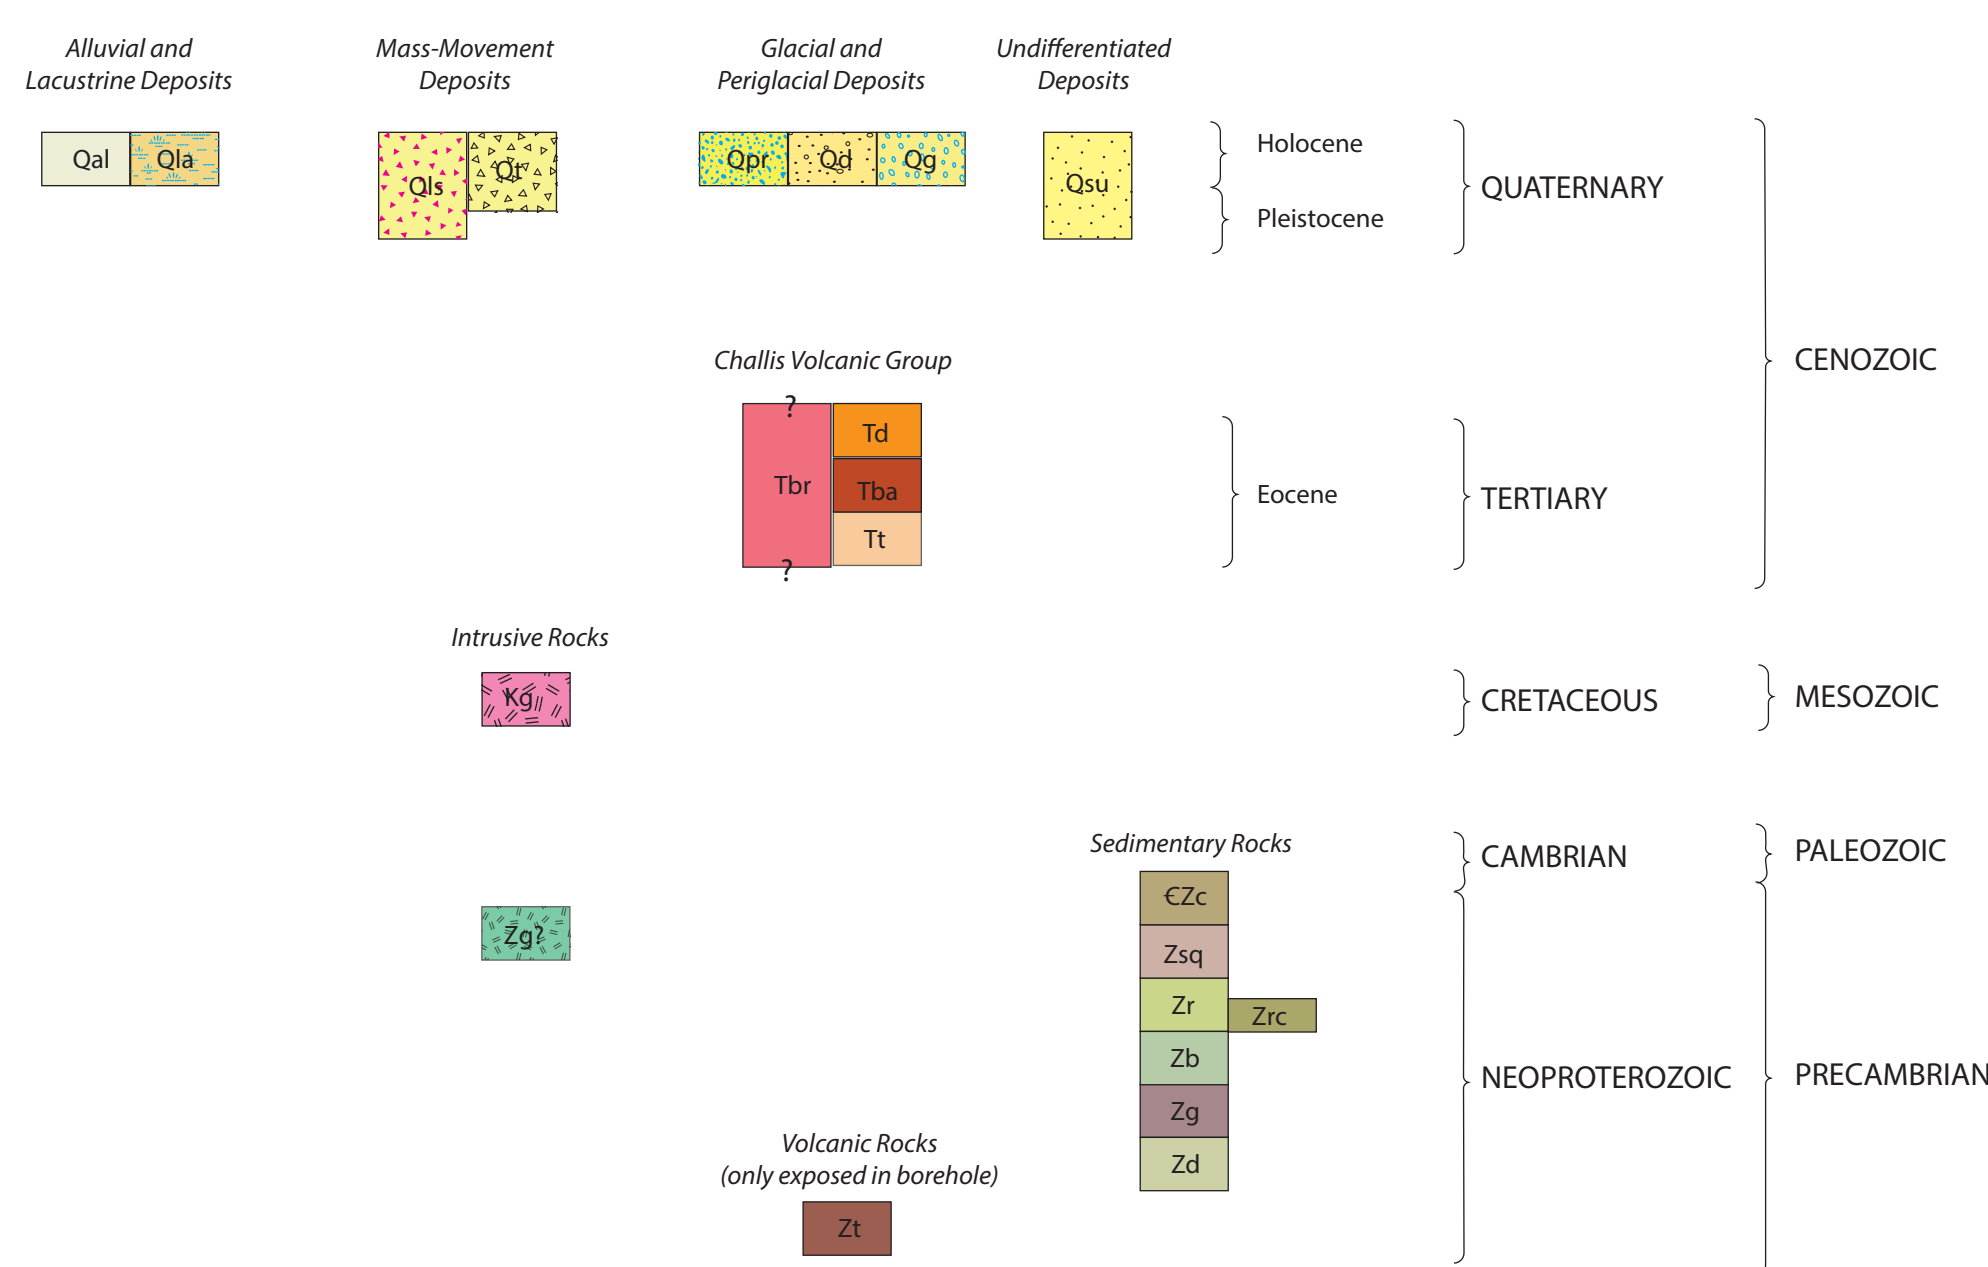 Alluvial and
Lacustrine Deposits
Mass-Movement
Deposits
Glacial and
Periglacial Deposits
Undifferentiated
Deposits
Qal
Qla
Qls
Qt
Qpr
Qd
Qg
Qsu
Holocene
Pleistocene
QUATERNARY
CENOZOIC
Challis Volcanic Group
?
Tbr
?
Td
Tba
Tt
Eocene
TERTIARY
Intrusive Rocks
Kg
CRETACEOUS
MESOZOIC
Sedimentary Rocks
CAMBRIAN
PALEOZOIC
Zg?
ЄZc
Zsq
Zr
Zrc
Zb
Zg
Zd
NEOPROTEROZOIC
PRECAMBRIAN
Volcanic Rocks
(only exposed in borehole)
Zt